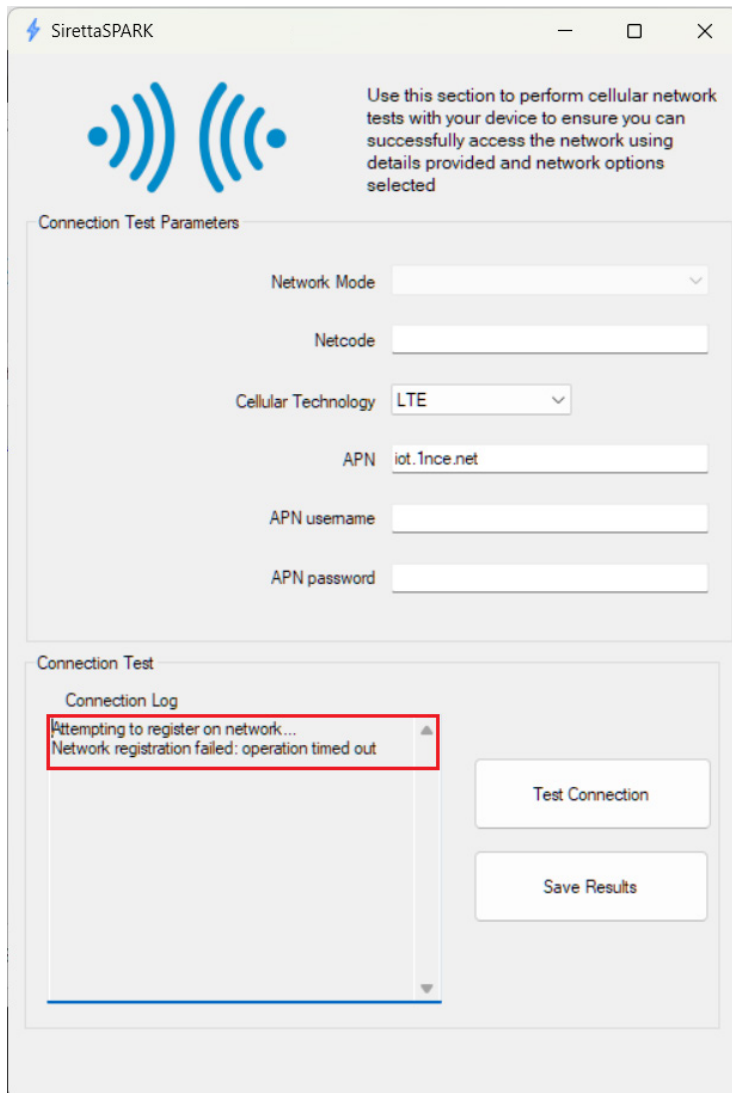 SirettaSPARK
Use this section to perform cellular network
tests with your device to ensure you can
successfully access the network using
details provided and network options
selected
Connection Test Parameters
Network Mode
Netcode
Cellular Technology
LTE
APN
iot.1nce.net
APN username
APN password
Connection Test
Connection Log
Attempting to register on network...
Network registration failed: operation timed out
Test Connection
Save Results